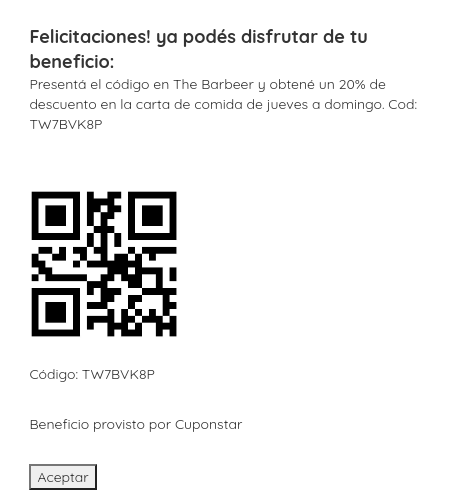 Felicitaciones! ya podés disfrutar de tu
beneficio:
Presentá el código en The Barbeer y obtené un 20% de
descuento en la carta de comida de jueves a domingo. Cod:
TW7BVK8P
Código: TW7BVK8P
Beneficio provisto por Cuponstar
Aceptar